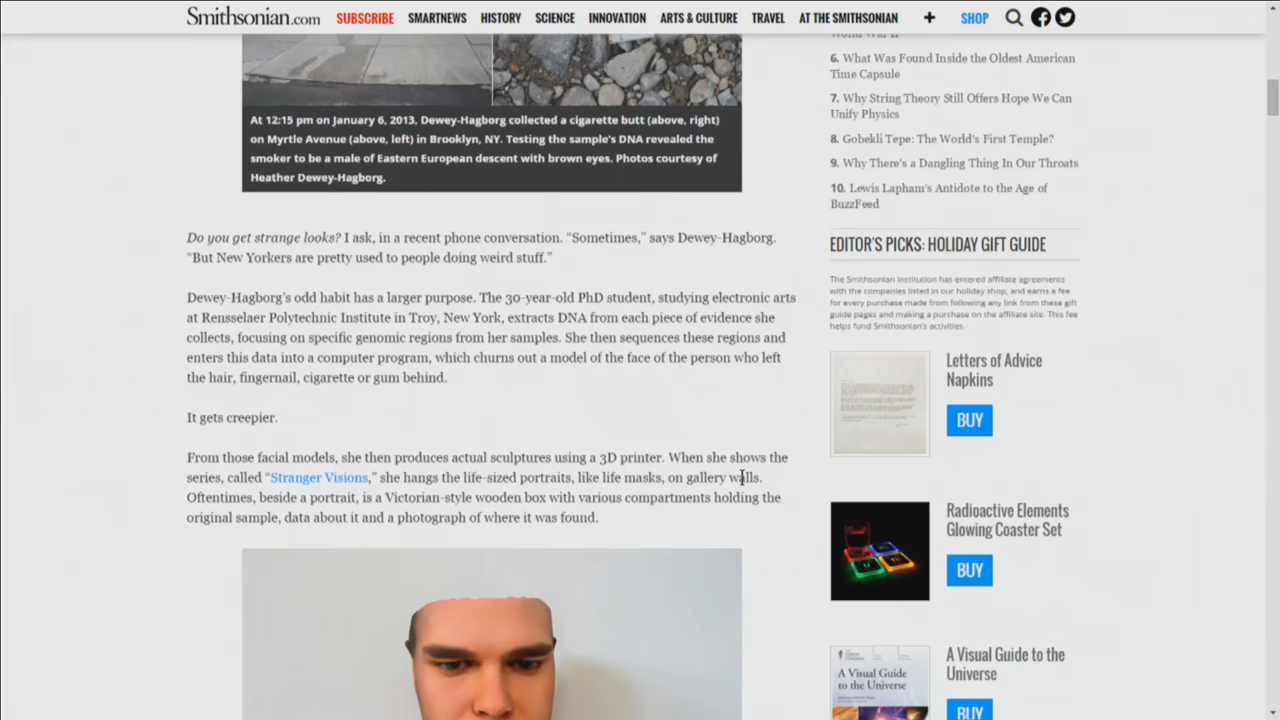 Smithsonian.com SUBSCRIBE SMARTNEWS HISTORY SCIENCE INNOVATION ARTS & CULTURE TRAVEL AT THE SMITHSONIAN + SHOP
At 12:15 pm on January 6, 2013, Dewey-Hagborg collected a cigarette butt (above, right)
on Myrtle Avenue (above, left) in Brooklyn, NY. Testing the sample's DNA revealed the
smoker to be a male of Eastern European descent with brown eyes. Photos courtesy of
Heather Dewey-Hagborg.
Do you get strange looks? I ask, in a recent phone conversation. “Sometimes,” says Dewey-Hagborg.
“But New Yorkers are pretty used to people doing weird stuff.”
Dewey-Hagborg's odd habit has a larger purpose. The 30-year-old PhD student, studying electronic arts
at Rensselaer Polytechnic Institute in Troy, New York, extracts DNA from each piece of evidence she
collects, focusing on specific genomic regions from her samples. She then sequences these regions and
enters this data into a computer program, which churns out a model of the face of the person who left
the hair, fingernail, cigarette or gum behind.
It gets creepier.
From those facial models, she then produces actual sculptures using a 3D printer. When she shows the
series, called “Stranger Visions,” she hangs the life-sized portraits, like life masks, on gallery walls.
Oftentimes, beside a portrait, is a Victorian-style wooden box with various compartments holding the
original sample, data about it and a photograph of where it was found.
World War II
6. What Was Found Inside the Oldest American
Time Capsule
7. Why String Theory Still Offers Hope We Can
Unify Physics
8. Gobekli Tepe: The World's First Temple?
9. Why There's a Dangling Thing In Our Throats
10. Lewis Lapham's Antidote to the Age of
BuzzFeed
EDITOR'S PICKS: HOLIDAY GIFT GUIDE
The Smithsonian Institution has entered affiliate agreements
with the companies listed in our holiday shop, and earns a fee
for every purchase made from following any link from these gift
guide pages and making a purchase on the affiliate site. This fee
helps fund Smithsonian's activities.
Letters of Advice
Napkins
BUY
Radioactive Elements
Glowing Coaster Set
BUY
A Visual Guide
to the Universe
A Visual Guide to the
Universe
BUY